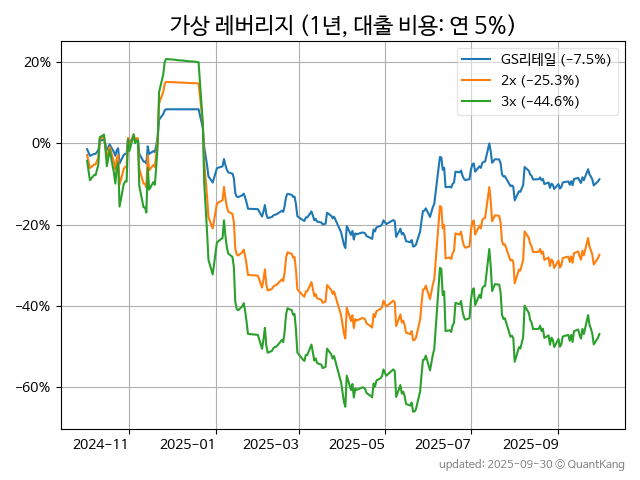 가상 레버리지 (1년, 대출 비용: 연 5%)
GS리테일 (−7.5%)
2x (−25.3%)
3x (−44.6%)
20%
0%
−20%
−40%
−60%
2024-11
2025-01
2025-03
2025-05
2025-07
2025-09
updated: 2025-09-30 © QuantKang